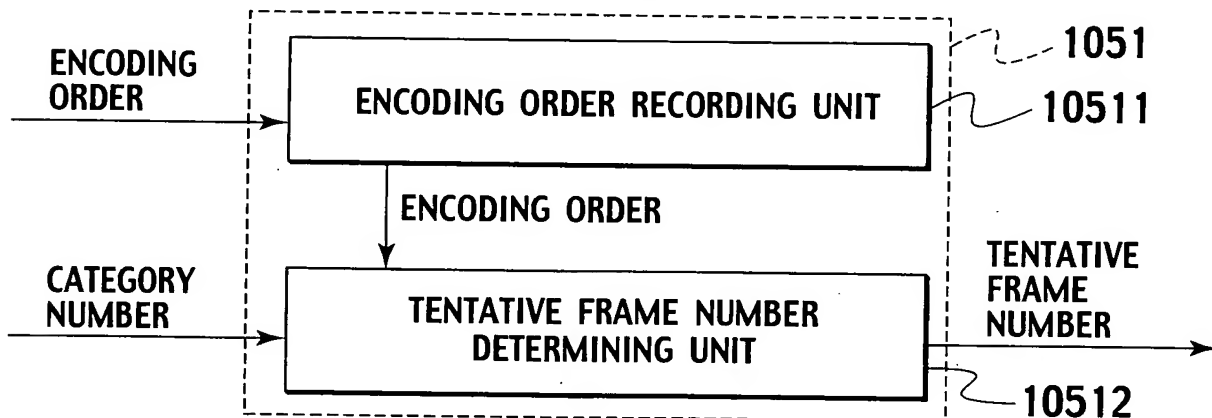 1051
ENCODING
ORDER
ENCODING ORDER RECORDING UNIT
10511
ENCODING ORDER
CATEGORY
NUMBER
TENTATIVE FRAME NUMBER
DETERMINING UNIT
TENTATIVE
FRAME
NUMBER
10512